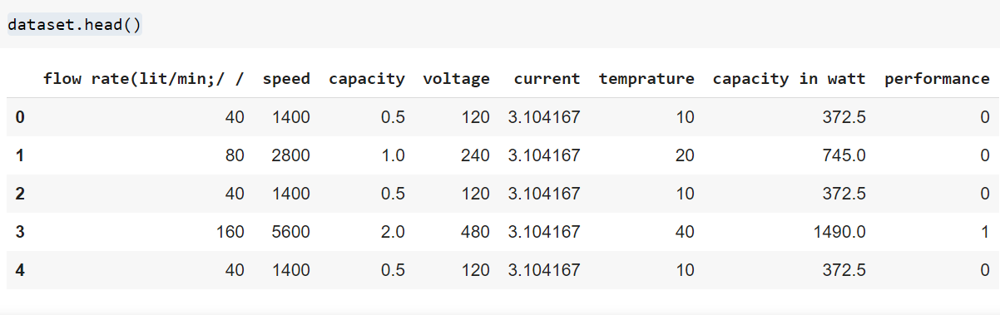 dataset.head()
flow rate(lit/min;/ / speed capacity voltage current temprature capacity in watt performance
0 40 1400 0.5 120 3.104167 10 372.5 0
1 80 2800 1.0 240 3.104167 20 745.0 0
2 40 1400 0.5 120 3.104167 10 372.5 0
3 160 5600 2.0 480 3.104167 40 1490.0 1
4 40 1400 0.5 120 3.104167 10 372.5 0